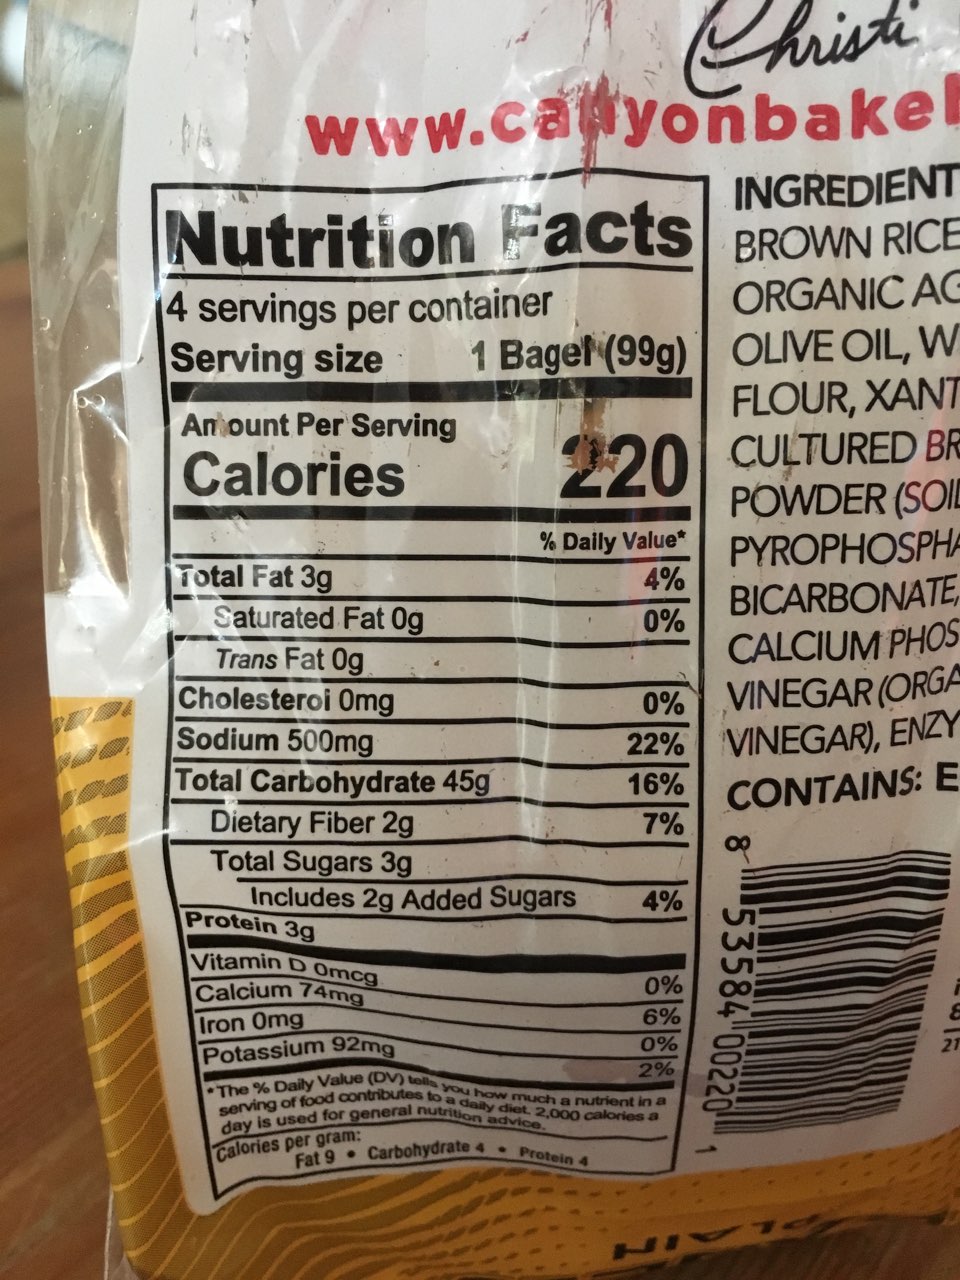 Christi
www.canyonbake
Nutrition Facts
4 servings per container
Serving size 1 Bagel (99g)
Amount Per Serving
Calories 220
% Daily Value*
Total Fat 3g 4%
Saturated Fat 0g 0%
Trans Fat 0g
Cholesterol 0mg 0%
Sodium 500mg 22%
Total Carbohydrate 45g 16%
Dietary Fiber 2g 7%
Total Sugars 3g
Includes 2g Added Sugars 4%
Protein 3g
Vitamin D 0mcg 0%
Calcium 74mg 6%
Iron 0mg 0%
Potassium 92mg 2%
*The % Daily Value (DV) tells you how much a nutrient in a
serving of food contributes to a daily diet. 2,000 calories a
day is used for general nutrition advice.
Calories per gram:
Fat 9 • Carbohydrate 4 • Protein 4
INGREDIENT
BROWN RICE
ORGANIC AG
OLIVE OIL, W
FLOUR, XANT
CULTURED BR
POWDER (SOD
PYROPHOSPHA
BICARBONATE,
CALCIUM PHOS
VINEGAR (ORGA
VINEGAR), ENZY
CONTAINS: E
8 53584 00220 1
21
PLAIN